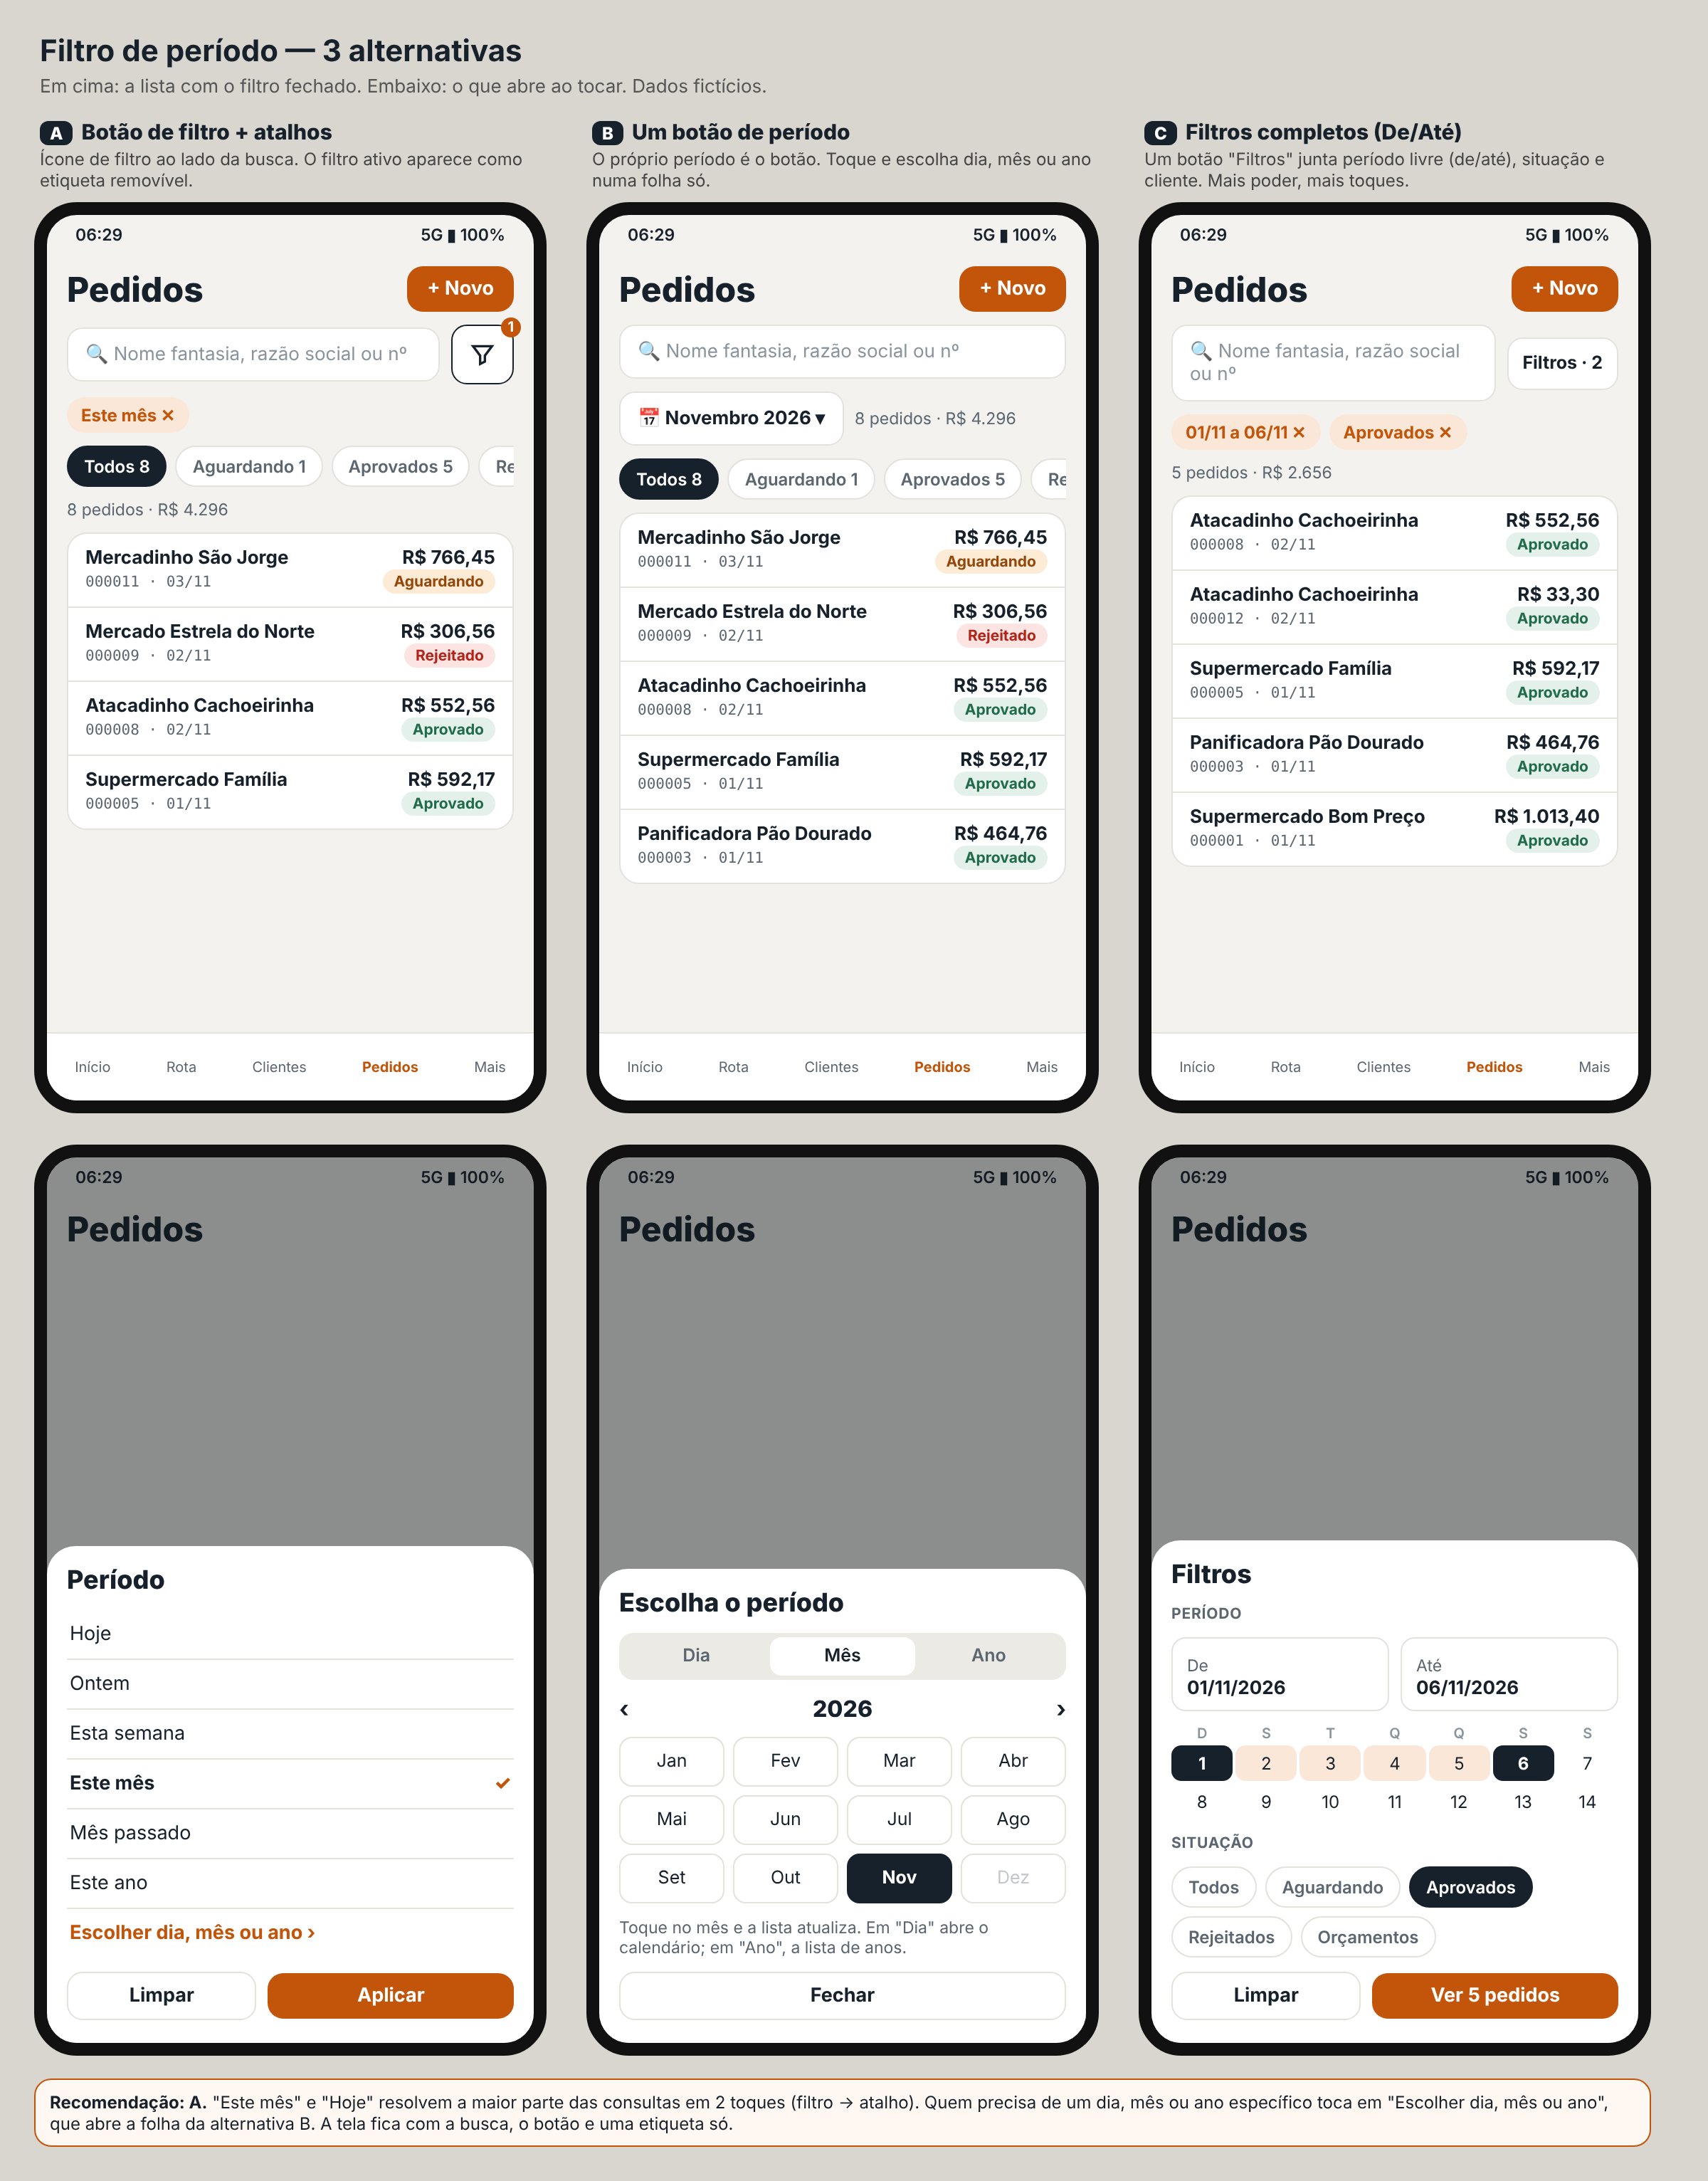 Filtro de período — 3 alternativas
Em cima: a lista com o filtro fechado. Embaixo: o que abre ao tocar. Dados fictícios.
A Botão de filtro + atalhos
Ícone de filtro ao lado da busca. O filtro ativo aparece como
etiqueta removível.
06:29 5G 100%
Pedidos + Novo
Nome fantasia, razão social ou nº 1
Este mês ✕
Todos 8 Aguardando 1 Aprovados 5 Re
8 pedidos · R$ 4.296
Mercadinho São Jorge R$ 766,45
000011 · 03/11 Aguardando
Mercado Estrela do Norte R$ 306,56
000009 · 02/11 Rejeitado
Atacadinho Cachoeirinha R$ 552,56
000008 · 02/11 Aprovado
Supermercado Família R$ 592,17
000005 · 01/11 Aprovado
Início Rota Clientes Pedidos Mais
B Um botão de período
O próprio período é o botão. Toque e escolha dia, mês ou ano
numa folha só.
06:29 5G 100%
Pedidos + Novo
Nome fantasia, razão social ou nº
Novembro 2026 ▾ 8 pedidos · R$ 4.296
Todos 8 Aguardando 1 Aprovados 5 Re
Mercadinho São Jorge R$ 766,45
000011 · 03/11 Aguardando
Mercado Estrela do Norte R$ 306,56
000009 · 02/11 Rejeitado
Atacadinho Cachoeirinha R$ 552,56
000008 · 02/11 Aprovado
Supermercado Família R$ 592,17
000005 · 01/11 Aprovado
Panificadora Pão Dourado R$ 464,76
000003 · 01/11 Aprovado
Início Rota Clientes Pedidos Mais
C Filtros completos (De/Até)
Um botão "Filtros" junta período livre (de/até), situação e
cliente. Mais poder, mais toques.
06:29 5G 100%
Pedidos + Novo
Nome fantasia, razão social
ou nº
Filtros · 2
01/11 a 06/11 ✕ Aprovados ✕
5 pedidos · R$ 2.656
Atacadinho Cachoeirinha R$ 552,56
000008 · 02/11 Aprovado
Atacadinho Cachoeirinha R$ 33,30
000012 · 02/11 Aprovado
Supermercado Família R$ 592,17
000005 · 01/11 Aprovado
Panificadora Pão Dourado R$ 464,76
000003 · 01/11 Aprovado
Supermercado Bom Preço R$ 1.013,40
000001 · 01/11 Aprovado
Início Rota Clientes Pedidos Mais
06:29 5G 100%
Pedidos
Período
Hoje
Ontem
Esta semana
Este mês ✓
Mês passado
Este ano
Escolher dia, mês ou ano ›
Limpar Aplicar
06:29 5G 100%
Pedidos
Escolha o período
Dia Mês Ano
‹ 2026 ›
Jan Fev Mar Abr
Mai Jun Jul Ago
Set Out Nov Dez
Toque no mês e a lista atualiza. Em "Dia" abre o
calendário; em "Ano", a lista de anos.
Fechar
06:29 5G 100%
Pedidos
Filtros
PERÍODO
De Até
01/11/2026 06/11/2026
D S T Q Q S S
1 2 3 4 5 6 7
8 9 10 11 12 13 14
SITUAÇÃO
Todos Aguardando Aprovados
Rejeitados Orçamentos
Limpar Ver 5 pedidos
Recomendação: A. "Este mês" e "Hoje" resolvem a maior parte das consultas em 2 toques (filtro → atalho). Quem precisa de um dia, mês ou ano específico toca em "Escolher dia, mês ou ano",
que abre a folha da alternativa B. A tela fica com a busca, o botão e uma etiqueta só.